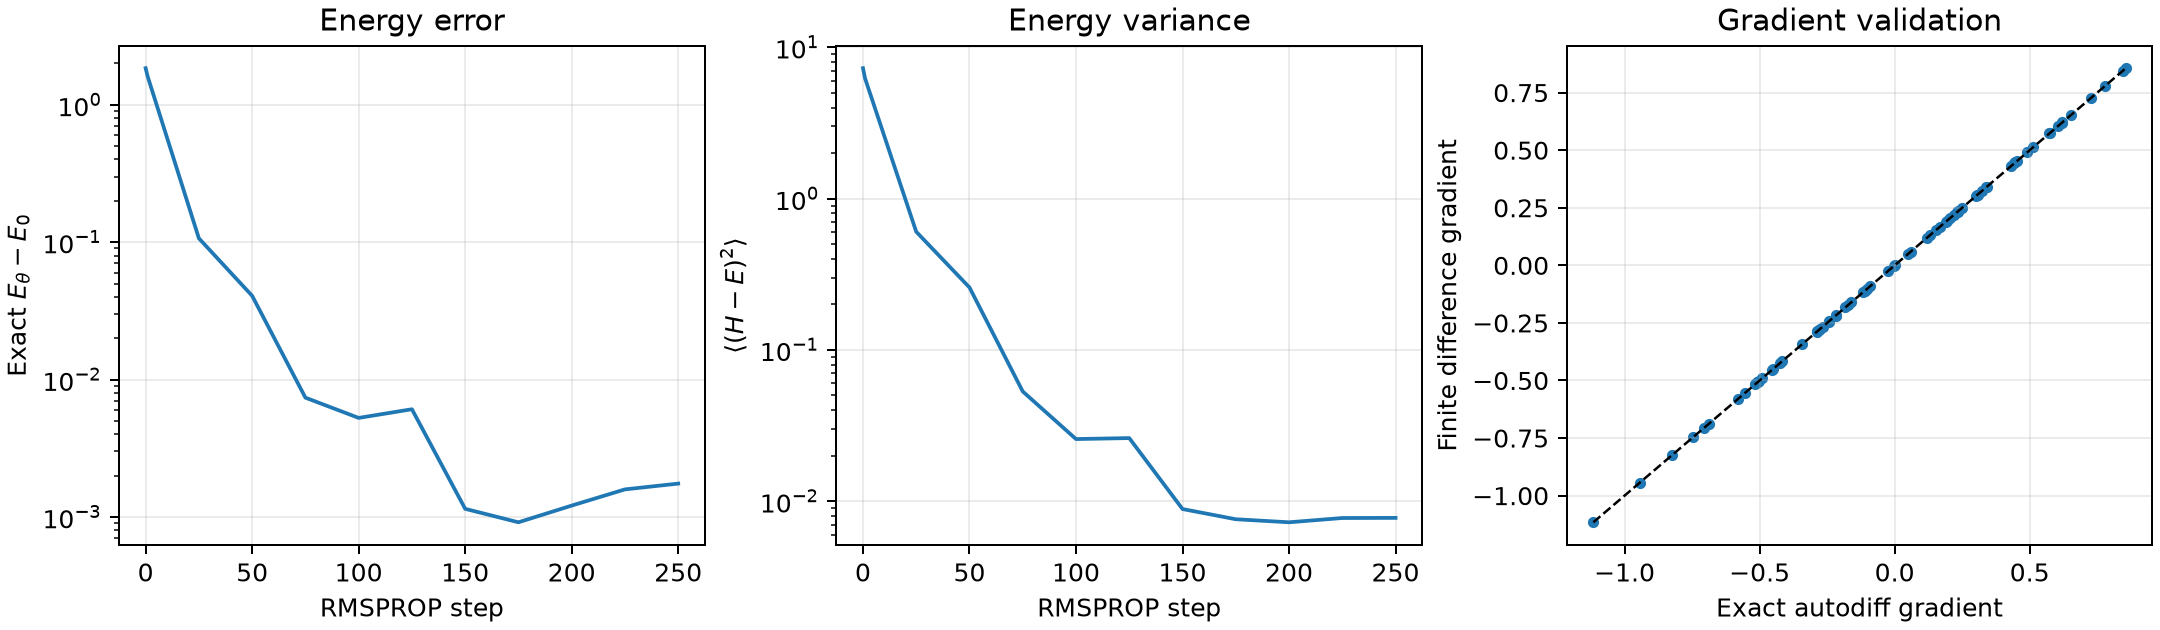 Energy error
Exact E_θ − E_0
10^0
10^−1
10^−2
10^−3
0 50 100 150 200 250
RMSPROP step
Energy variance
⟨(H − E)^2⟩
10^1
10^0
10^−1
10^−2
0 50 100 150 200 250
RMSPROP step
Gradient validation
Finite difference gradient
0.75
0.50
0.25
0.00
−0.25
−0.50
−0.75
−1.00
−1.0 −0.5 0.0 0.5
Exact autodiff gradient